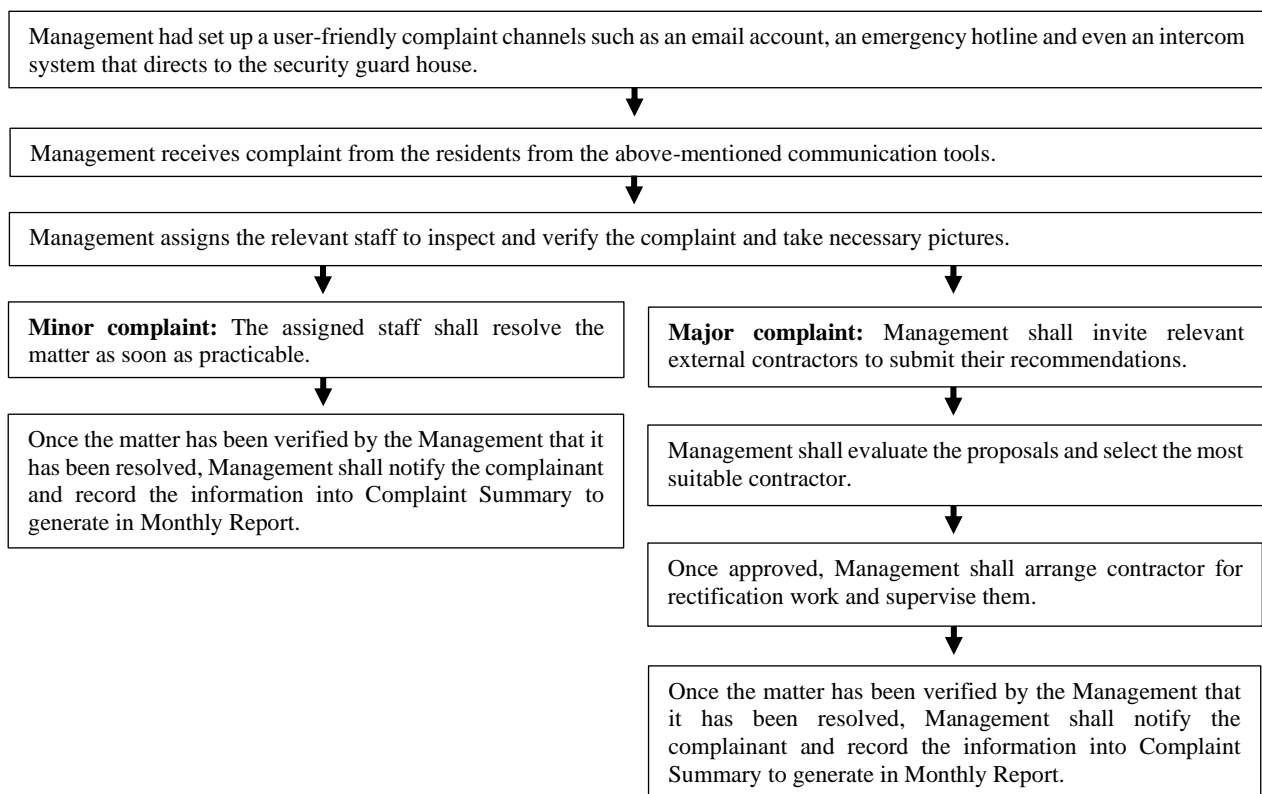 Management had set up a user-friendly complaint channels such as an email account, an emergency hotline and even an intercom
system that directs to the security guard house.
Management receives complaint from the residents from the above-mentioned communication tools.
Management assigns the relevant staff to inspect and verify the complaint and take necessary pictures.
Minor complaint: The assigned staff shall resolve the
matter as soon as practicable.
Once the matter has been verified by the Management that it
has been resolved, Management shall notify the complainant
and record the information into Complaint Summary to
generate in Monthly Report.
Major complaint: Management shall invite relevant
external contractors to submit their recommendations.
Management shall evaluate the proposals and select the most
suitable contractor.
Once approved, Management shall arrange contractor for
rectification work and supervise them.
Once the matter has been verified by the Management that
it has been resolved, Management shall notify the
complainant and record the information into Complaint
Summary to generate in Monthly Report.